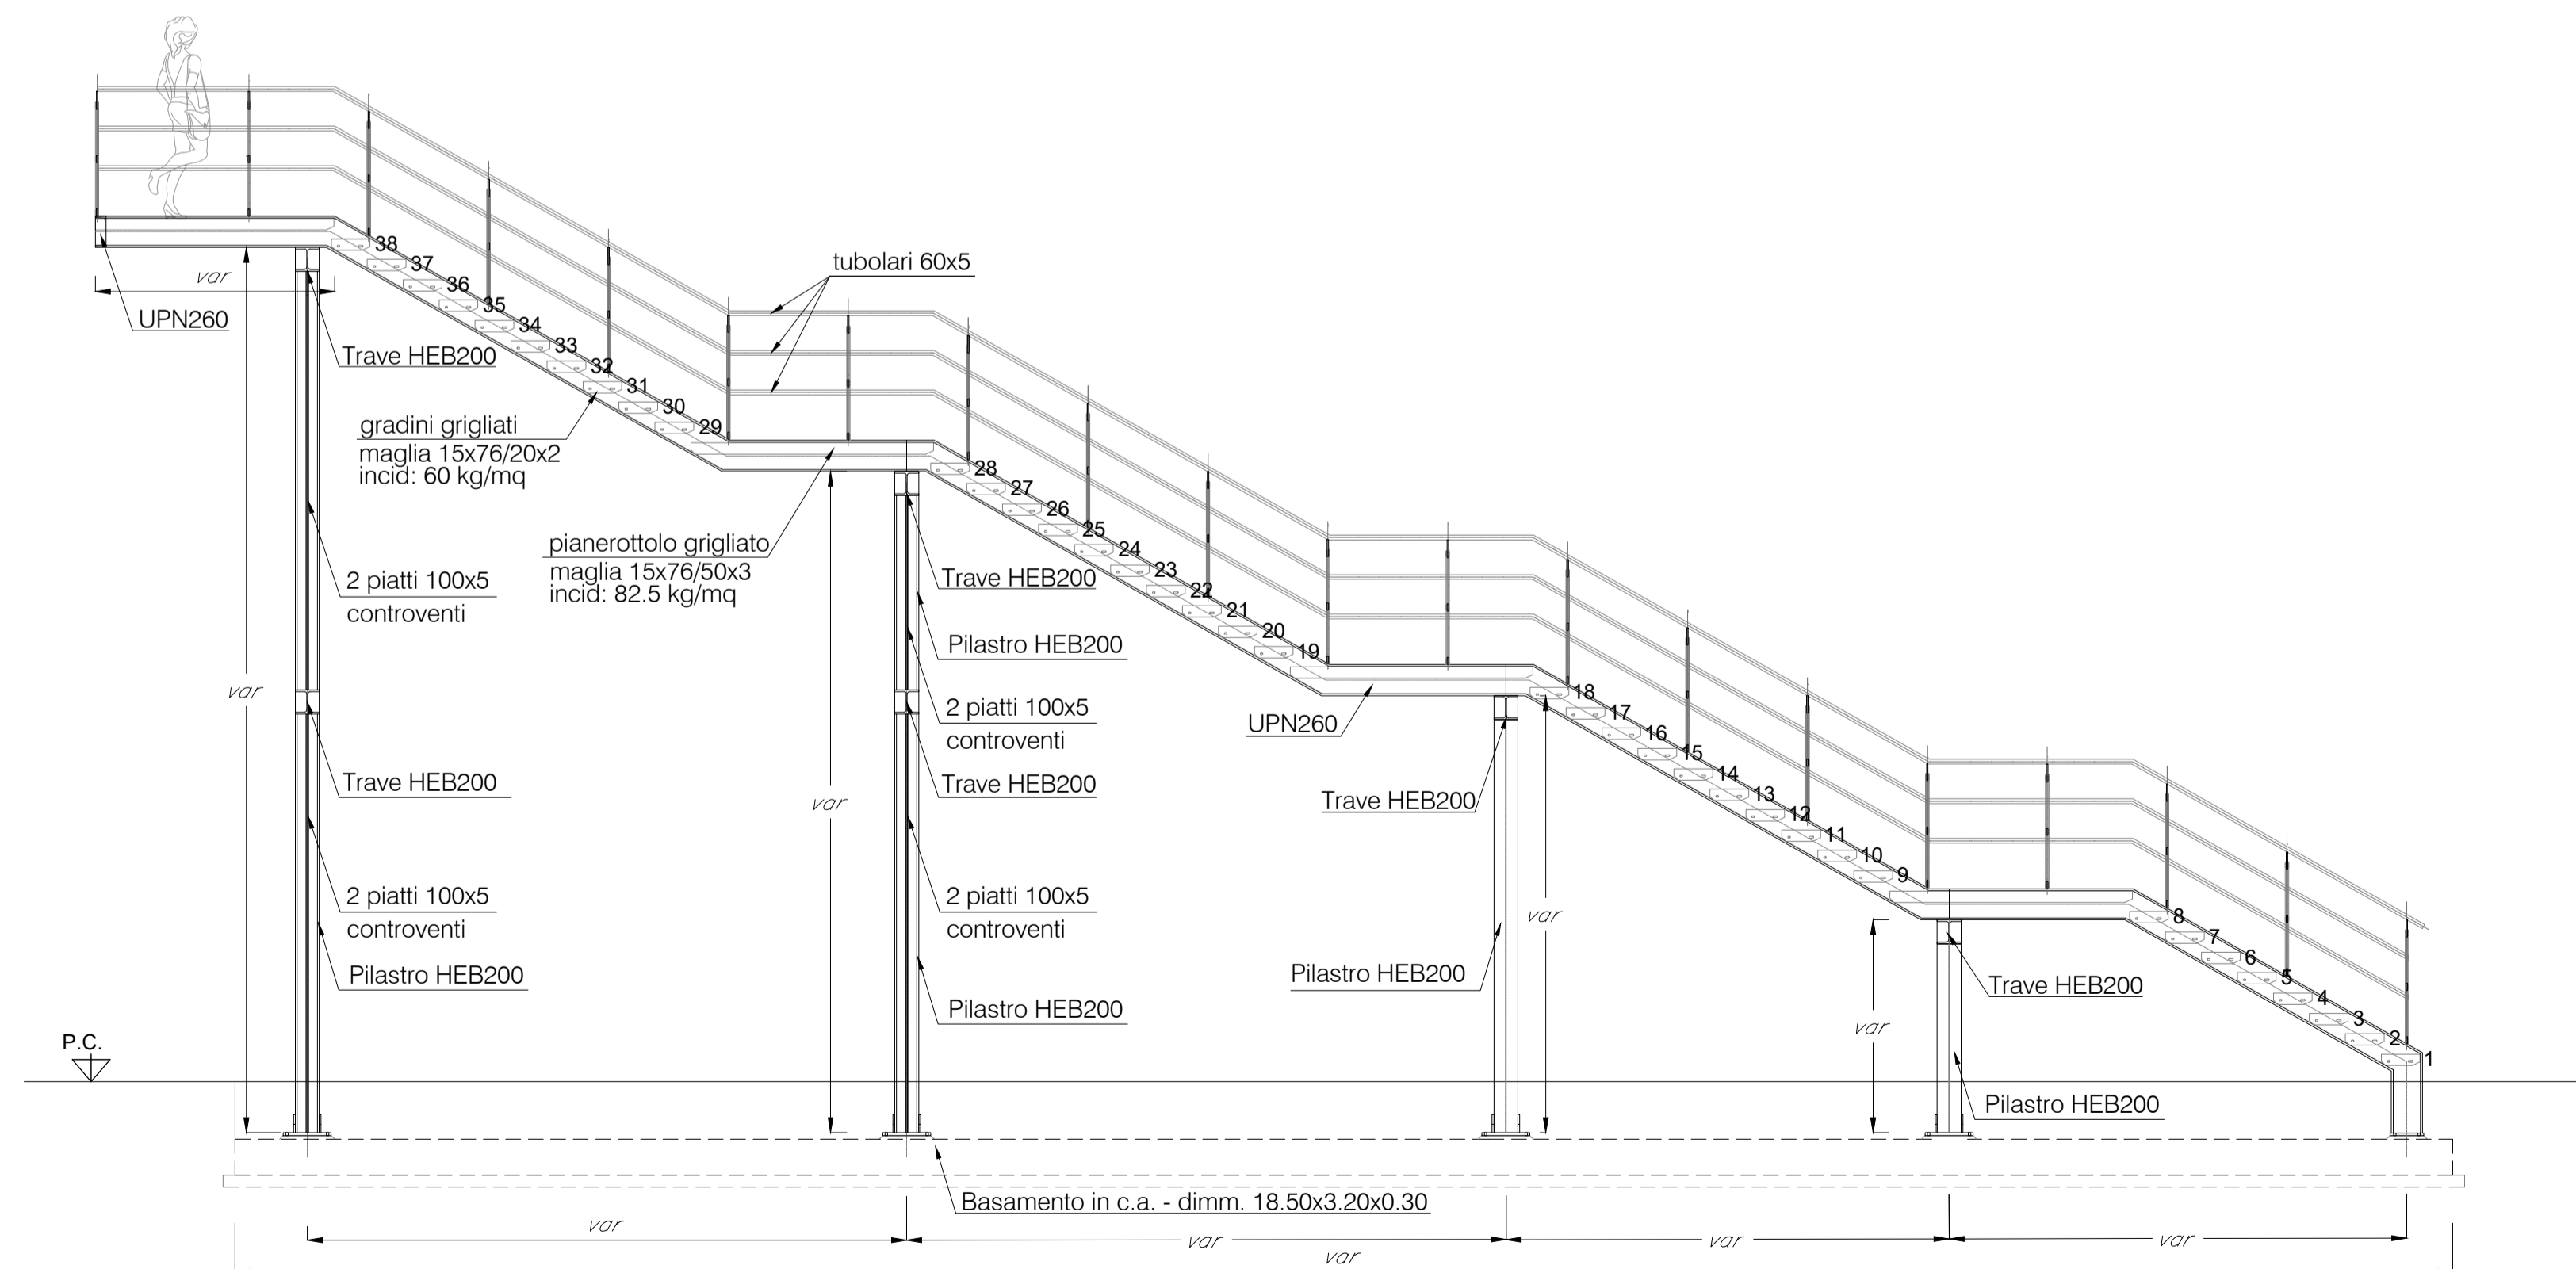 38
37
36
35
34
33
32
31
30
29
28
27
26
25
24
23
22
21
20
19
18
17
16
15
14
13
12
11
10
9
8
7
6
5
4
3
2
1
var
UPN260
Trave HEB200
tubolari 60x5
gradini grigliati
maglia 15x76/20x2
incid: 60 kg/mq
pianerottolo grigliato
maglia 15x76/50x3
incid: 82.5 kg/mq
2 piatti 100x5
controventi
var
Trave HEB200
2 piatti 100x5
controventi
Pilastro HEB200
Trave HEB200
Pilastro HEB200
2 piatti 100x5
controventi
Trave HEB200
var
2 piatti 100x5
controventi
Pilastro HEB200
UPN260
Trave HEB200
var
Pilastro HEB200
Trave HEB200
var
Pilastro HEB200
P.C.
Basamento in c.a. - dimm. 18.50x3.20x0.30
var
var
var
var
var